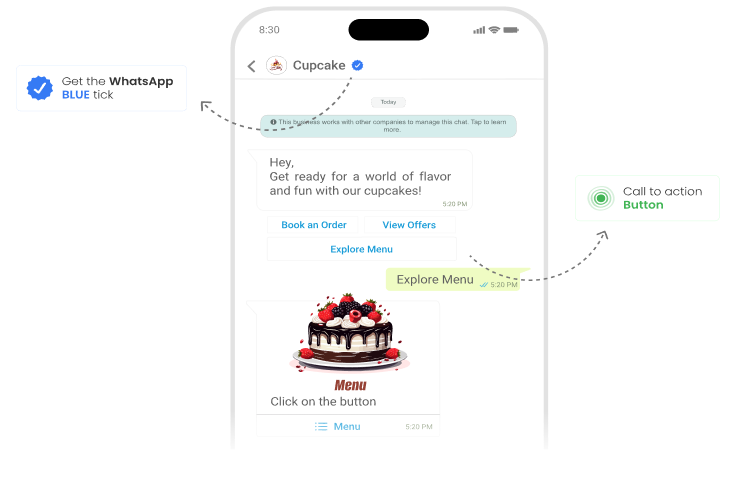 8:30
Cupcake
Get the WhatsApp
BLUE tick
Today
This business works with other companies to manage this chat. Tap to learn
more.
Hey,
Get ready for a world of flavor
and fun with our cupcakes!
5:20 PM
Call to action
Button
Book an Order View Offers
Explore Menu
Explore Menu 5:20 PM
Menu
Click on the button
Menu 5:20 PM